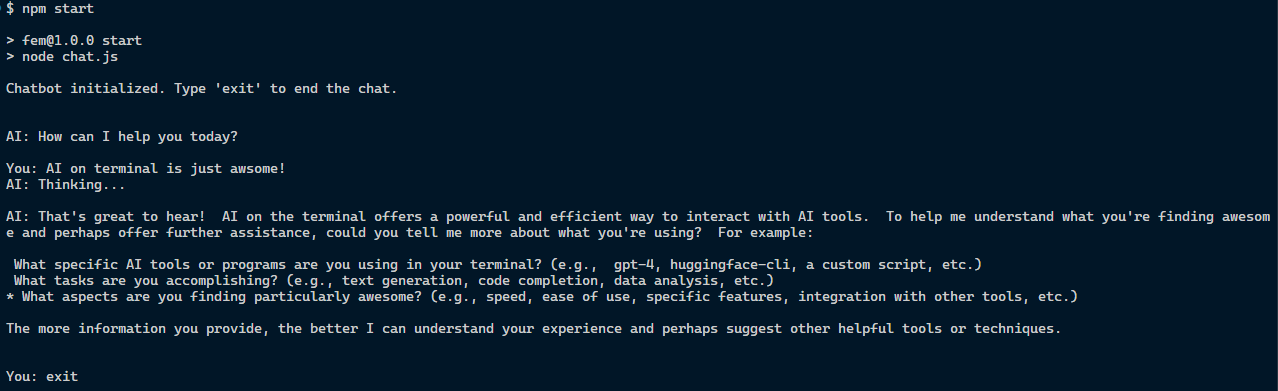 $ npm start
> fem@1.0.0 start
> node chat.js
Chatbot initialized. Type 'exit' to end the chat.
AI: How can I help you today?
You: AI on terminal is just awsome!
AI: Thinking...
AI: That's great to hear!  AI on the terminal offers a powerful and efficient way to interact with AI tools.  To help me understand what you're finding awesom
e and perhaps offer further assistance, could you tell me more about what you're using?  For example:
 What specific AI tools or programs are you using in your terminal? (e.g.,  gpt-4, huggingface-cli, a custom script, etc.)
 What tasks are you accomplishing? (e.g., text generation, code completion, data analysis, etc.)
* What aspects are you finding particularly awesome? (e.g., speed, ease of use, specific features, integration with other tools, etc.)
The more information you provide, the better I can understand your experience and perhaps suggest other helpful tools or techniques.
You: exit